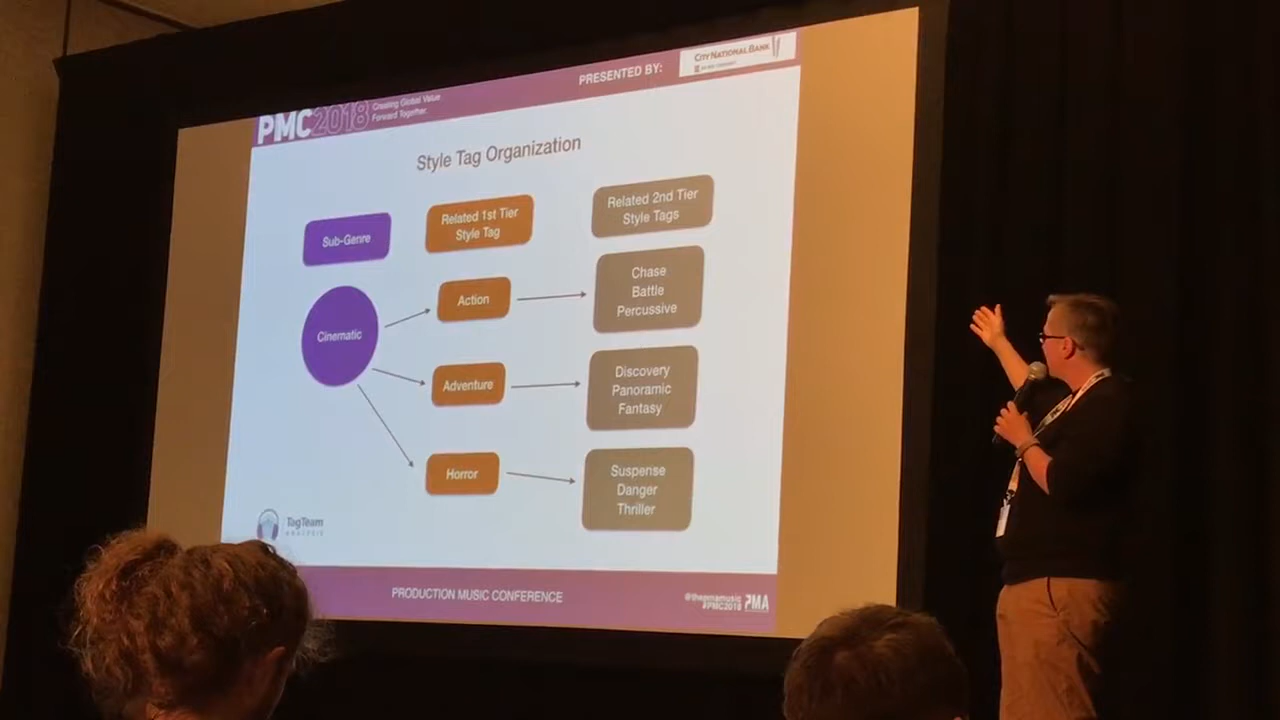 PRESENTED BY:
CITY NATIONAL BANK
PMC2018
Creating Global Value
Forward Together.
Style Tag Organization
Sub-Genre
Related 1st Tier
Style Tag
Related 2nd Tier
Style Tags
Cinematic
Action
Chase
Battle
Percussive
Adventure
Discovery
Panoramic
Fantasy
Horror
Suspense
Danger
Thriller
TagTeam
ANALYSIS
PRODUCTION MUSIC CONFERENCE
@thepmamusic
#PMC2018
PMA